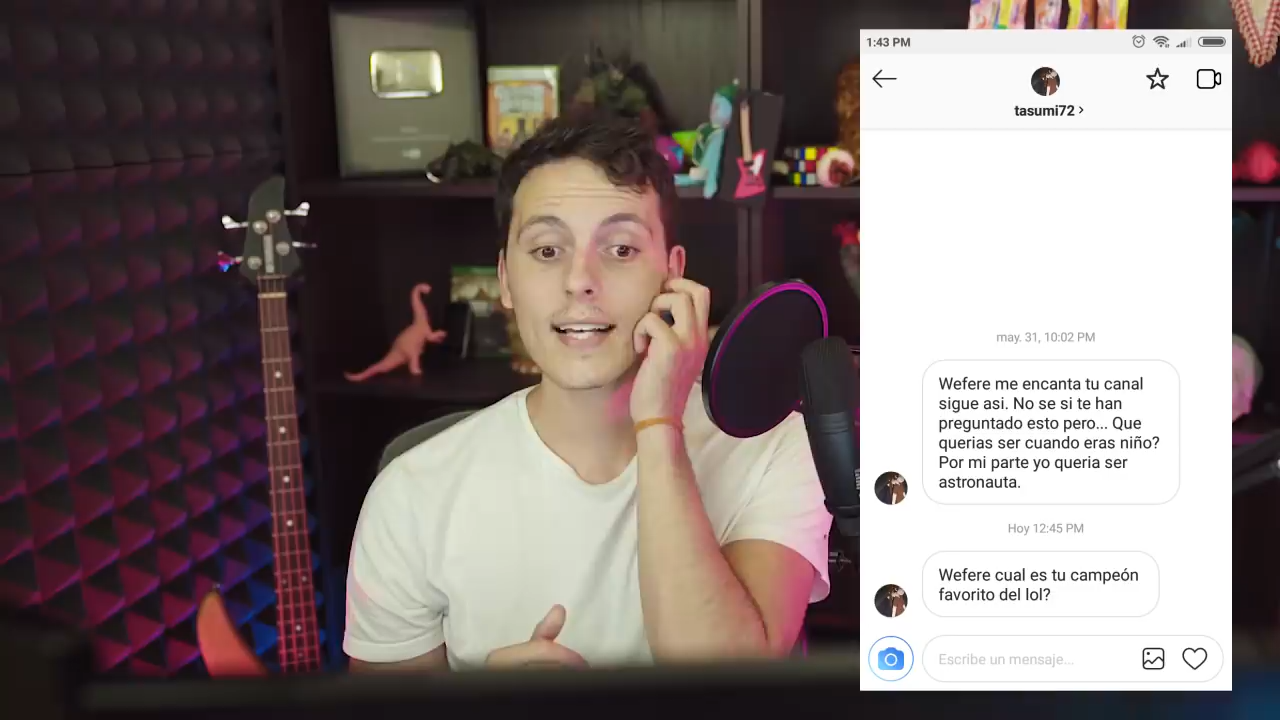 1:43 PM
tasumi72
may. 31, 10:02 PM
Wefere me encanta tu canal
sigue asi. No se si te han
preguntado esto pero... Que
querias ser cuando eras niño?
Por mi parte yo queria ser
astronauta.
Hoy 12:45 PM
Wefere cual es tu campeón
favorito del lol?
Escribe un mensaje...